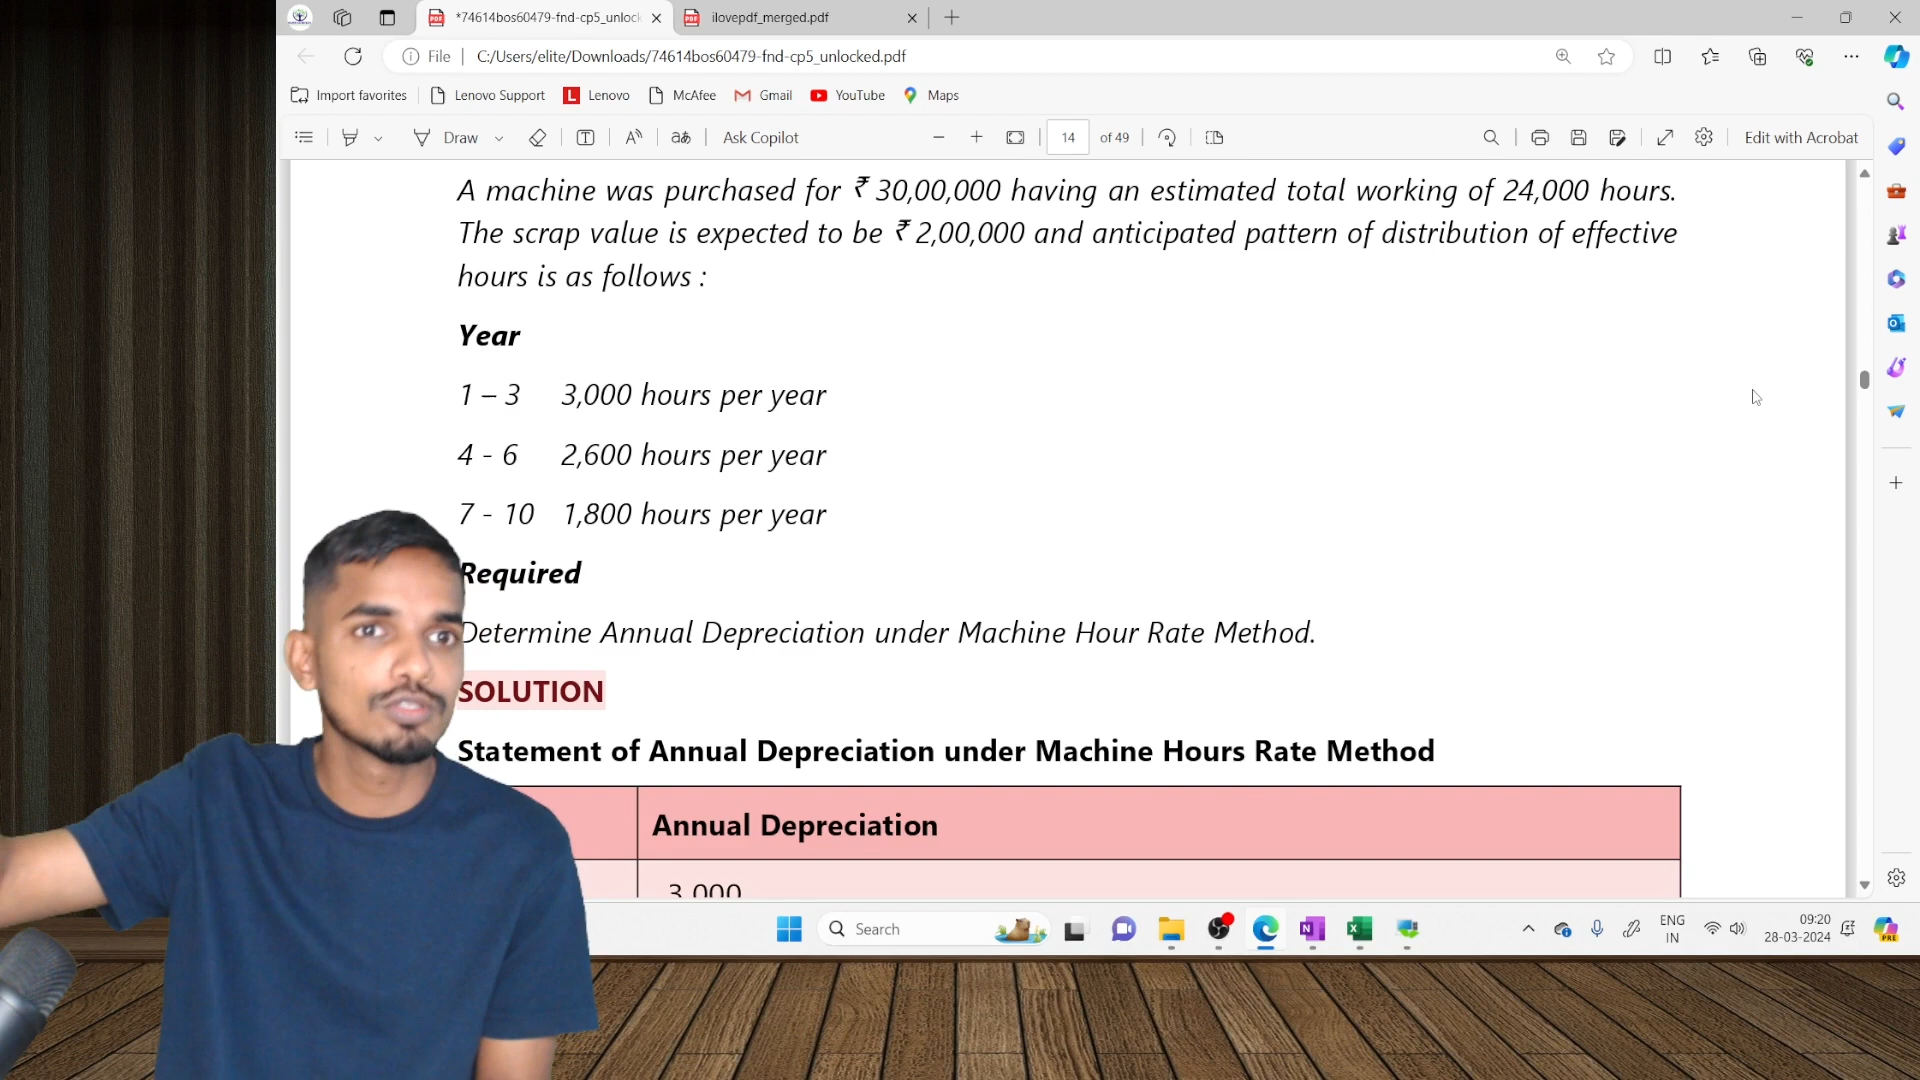 *74614bos60479-fnd-cp5_unlock
ilovepdf_merged.pdf
File
C:/Users/elite/Downloads/74614bos60479-fnd-cp5_unlocked.pdf
Import favorites
Lenovo Support
L Lenovo
McAfee
Gmail
YouTube
Maps
Draw
Ask Copilot
14 of 49
Edit with Acrobat
A machine was purchased for ₹ 30,00,000 having an estimated total working of 24,000 hours.
The scrap value is expected to be ₹ 2,00,000 and anticipated pattern of distribution of effective
hours is as follows :
Year
1 – 3 3,000 hours per year
4 - 6 2,600 hours per year
7 - 10 1,800 hours per year
Required
Determine Annual Depreciation under Machine Hour Rate Method.
SOLUTION
Statement of Annual Depreciation under Machine Hours Rate Method
Annual Depreciation
3,000
Search
ENG
IN
09:20
28-03-2024